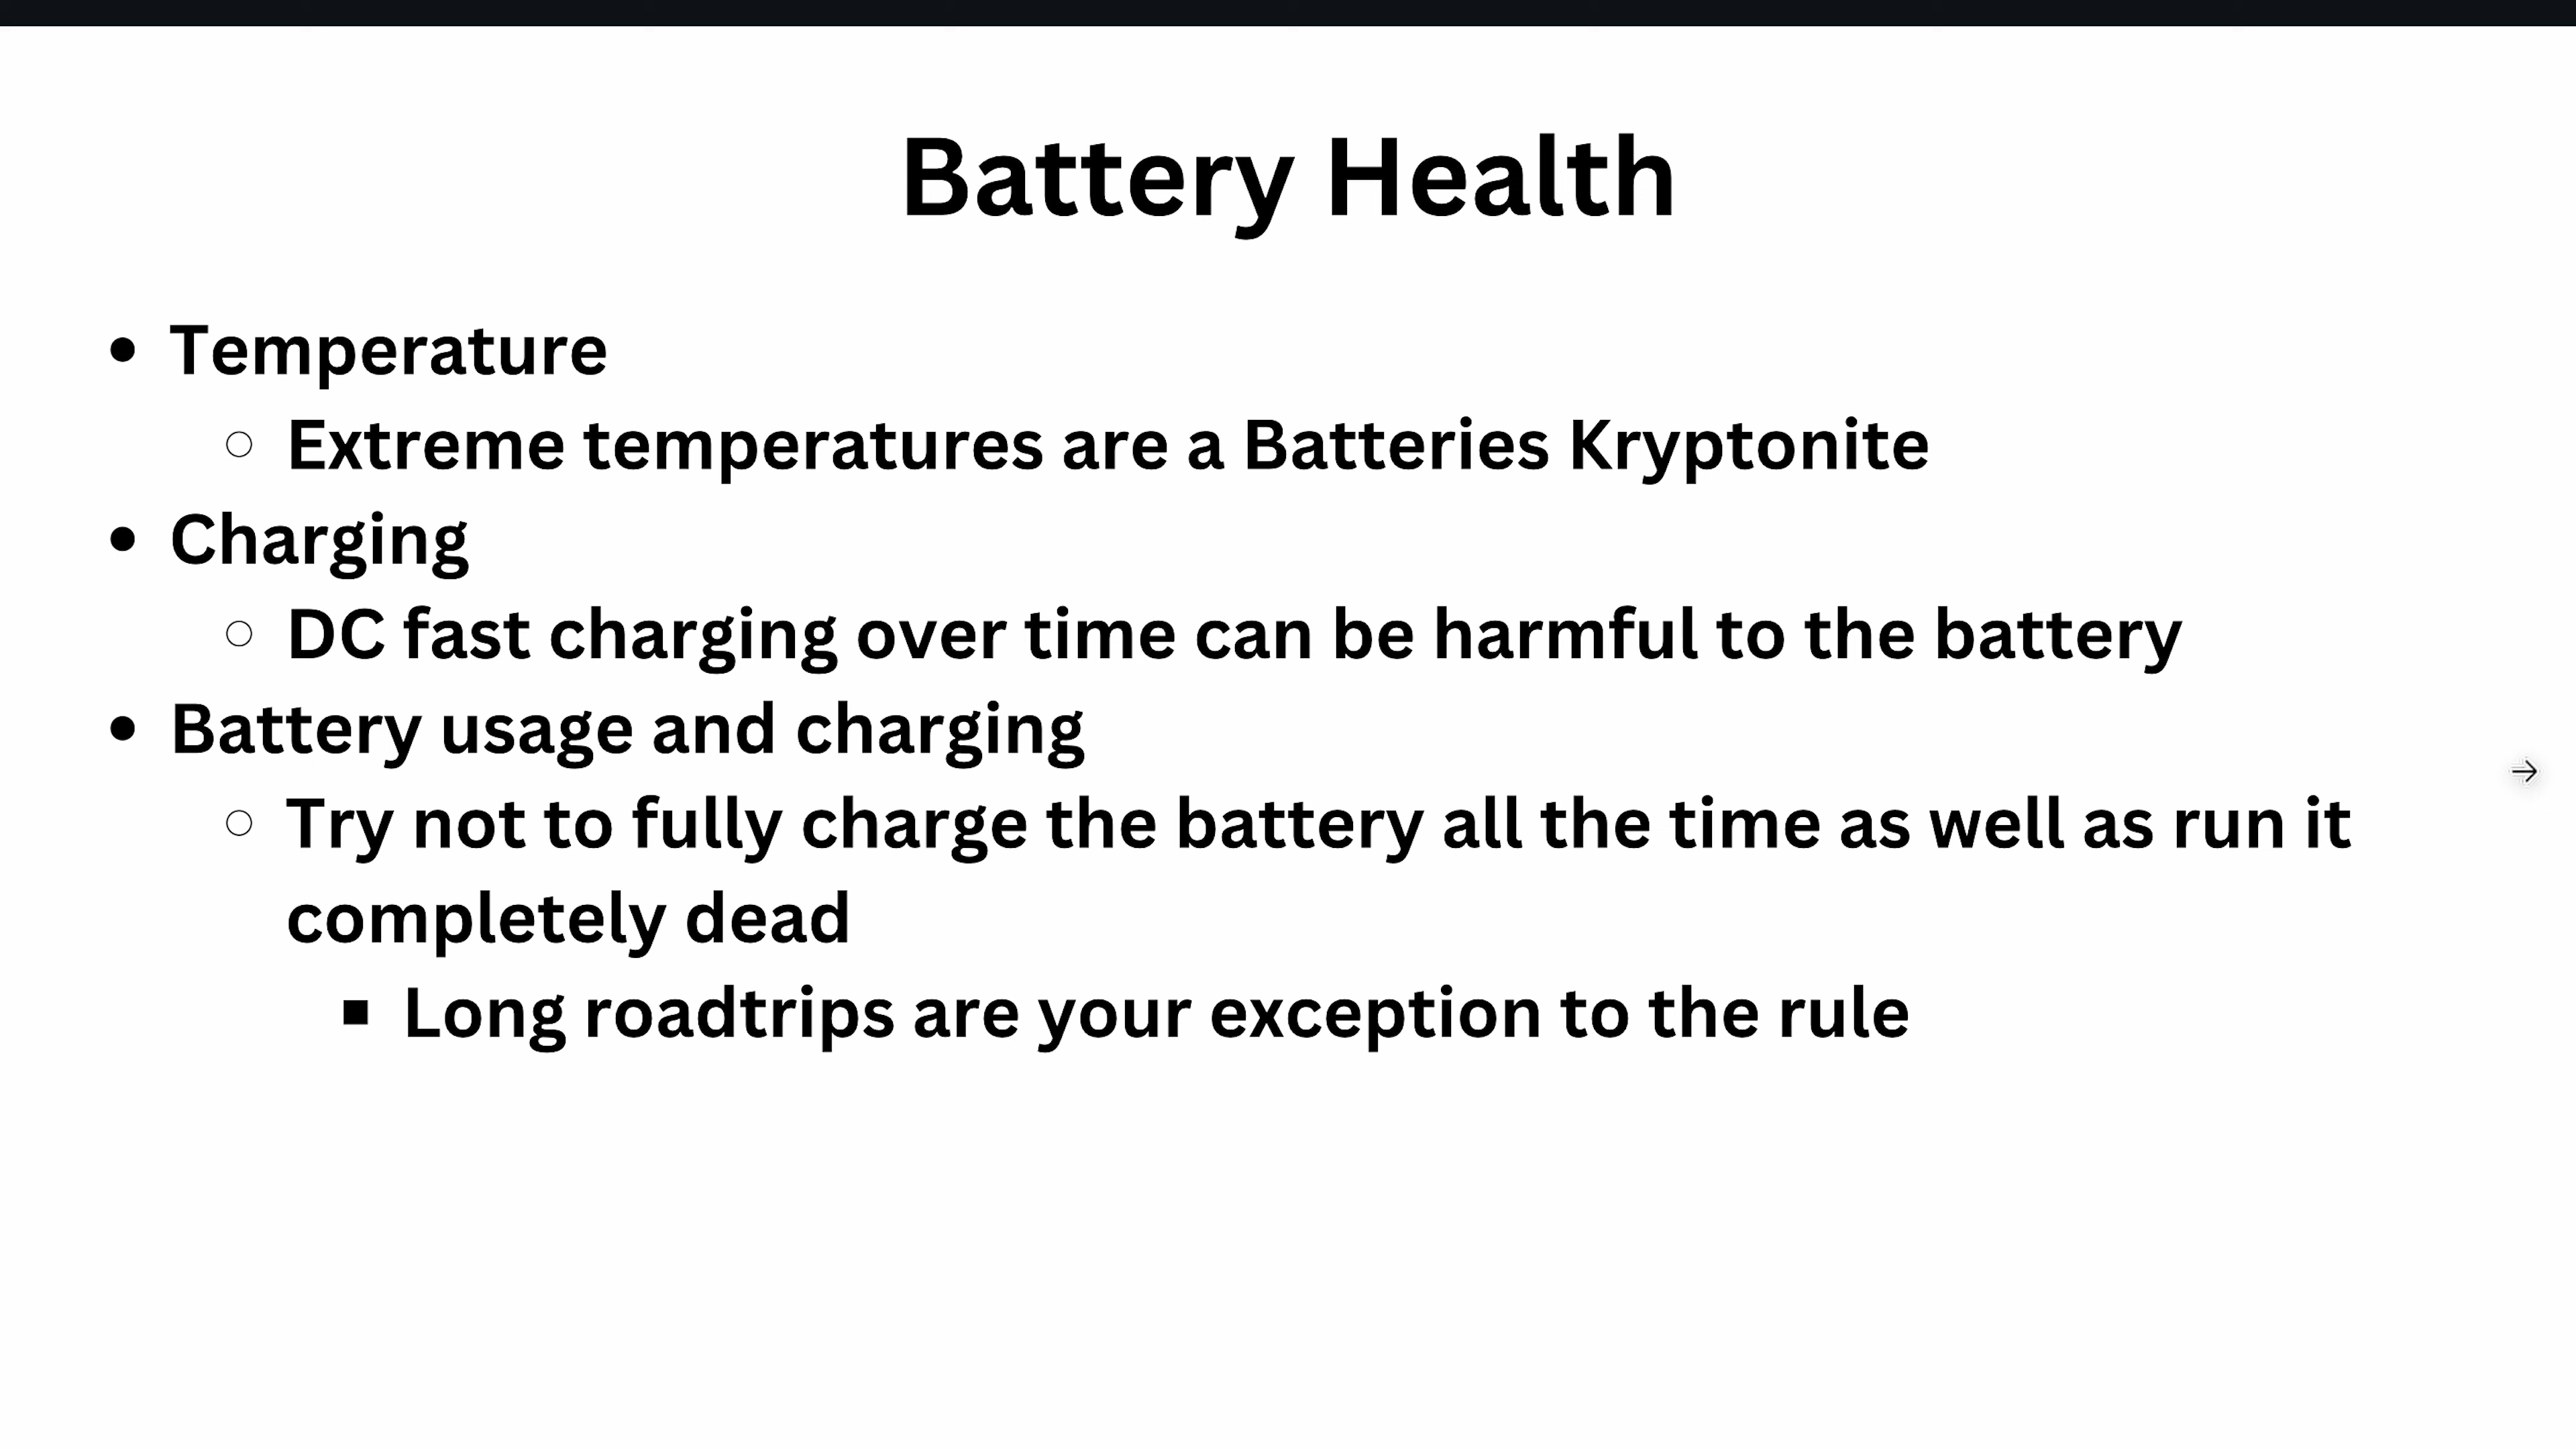 Battery Health
• Temperature
○ Extreme temperatures are a Batteries Kryptonite
• Charging
○ DC fast charging over time can be harmful to the battery
• Battery usage and charging
○ Try not to fully charge the battery all the time as well as run it
completely dead
■ Long roadtrips are your exception to the rule